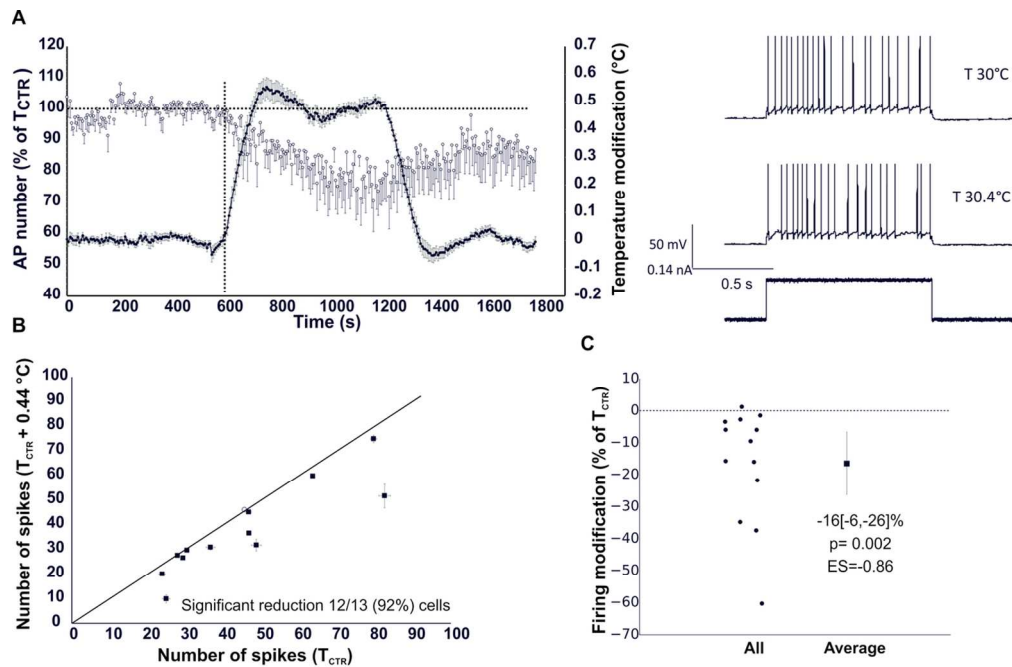 A
AP number (% of TCTR)
120
110
100
90
80
70
60
50
40
0 200 400 600 800 1000 1200 1400 1600 1800
Time (s)
0.7
0.6
0.5
0.4
0.3
0.2
0.1
0
-0.1
-0.2
Temperature modification (°C)
T 30°C
T 30.4°C
50 mV
0.14 nA
0.5 s
B
Number of spikes (TCTR + 0.44 °C)
100
90
80
70
60
50
40
30
20
10
0
0 10 20 30 40 50 60 70 80 90 100
Number of spikes (TCTR)
Significant reduction 12/13 (92%) cells
C
Firing modification (% of TCTR)
10
0
−10
−20
−30
−40
−50
−60
−70
All Average
-16[-6,-26]%
p= 0.002
ES=-0.86